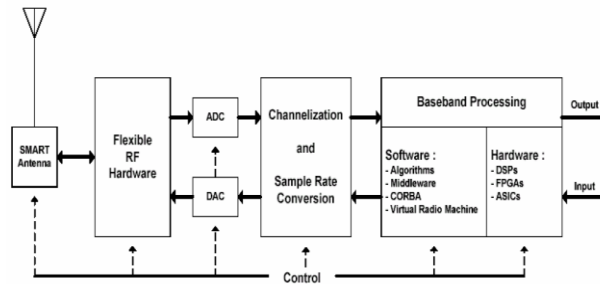 SMART
Antenna
Flexible
RF
Hardware
ADC
DAC
Channelization
and
Sample Rate
Conversion
Baseband Processing
Software :
- Algorithms
- Middleware
- CORBA
- Virtual Radio Machine
Hardware :
- DSPs
- FPGAs
- ASICs
Output
Input
Control